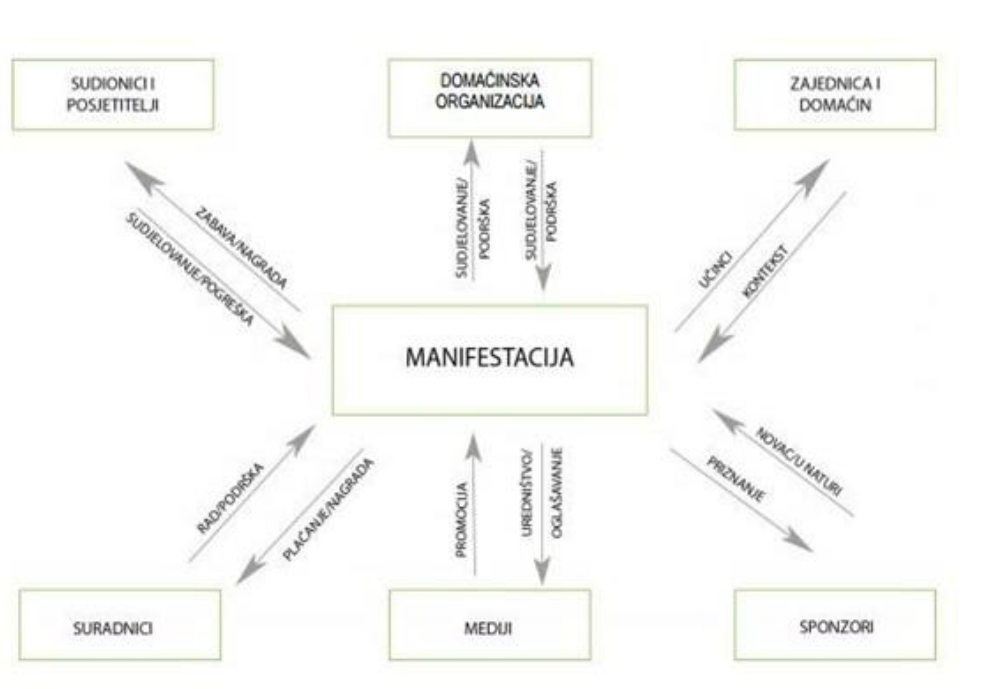 SUDIONICI I
POSJETITELJI
DOMAĆINSKA
ORGANIZACIJA
ZAJEDNICA I
DOMAĆIN
ZABAVA/NAGRADA
SUDJELOVANJE/POGREŠKA
SUDJELOVANJE/
PODRŠKA
SUDJELOVANJE/
PODRŠKA
UČINCI
KONTEKST
MANIFESTACIJA
RAD/PODRŠKA
PLAĆANJE/NAGRADA
PROMOCIJA
UREDNIŠTVO/
OGLAŠAVANJE
PRIZNANJE
NOVAC/U NATURI
SURADNICI
MEDIJI
SPONZORI